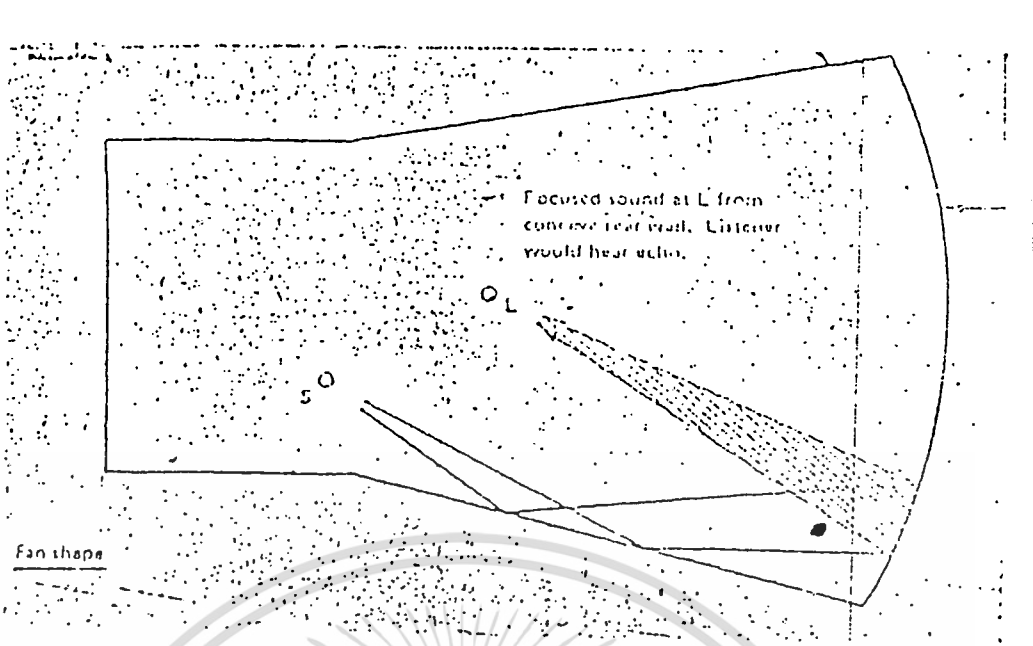 Focused sound at L from
concave rear wall. Listener
would hear echo.
L
S
Fan shape